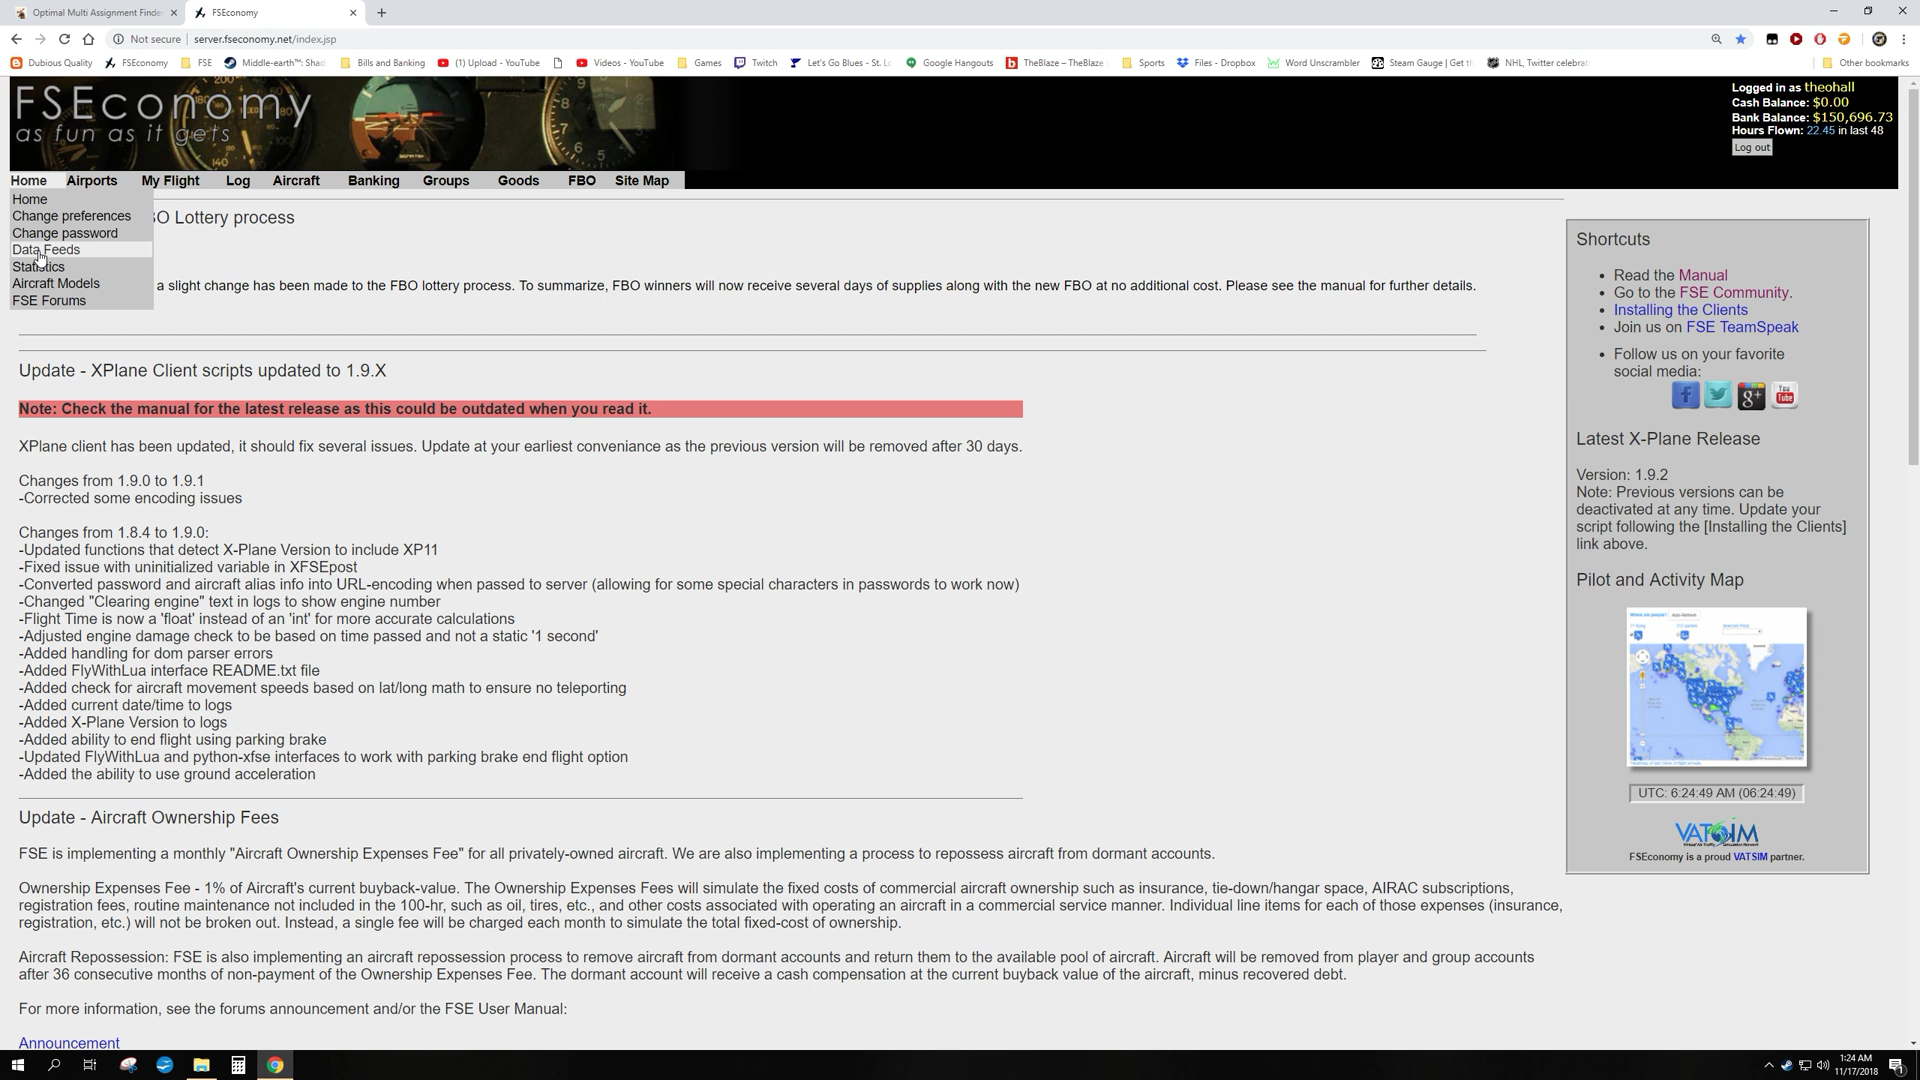 Optimal Multi Assignment Finde
FSEconomy
Not secure
server.fseconomy.net/index.jsp
Dubious Quality
FSEconomy
FSE
Middle-earth™: Shad
Bills and Banking
(1) Upload - YouTube
Videos - YouTube
Games
Twitch
Let's Go Blues - St. Lo
Google Hangouts
TheBlaze – TheBlaze
Sports
Files - Dropbox
Word Unscrambler
Steam Gauge | Get th
NHL, Twitter celebrat
Other bookmarks
FSEconomy
as fun as it gets
Logged in as theohall
Cash Balance: $0.00
Bank Balance: $150,696.73
Hours Flown: 22.45 in last 48
Log out
Home Airports My Flight Log Aircraft Banking Groups Goods FBO Site Map
Home
Change preferences
Change password
Data Feeds
Statistics
Aircraft Models
FSE Forums
BO Lottery process
a slight change has been made to the FBO lottery process. To summarize, FBO winners will now receive several days of supplies along with the new FBO at no additional cost. Please see the manual for further details.
Update - XPlane Client scripts updated to 1.9.X
Note: Check the manual for the latest release as this could be outdated when you read it.
XPlane client has been updated, it should fix several issues. Update at your earliest conveniance as the previous version will be removed after 30 days.
Changes from 1.9.0 to 1.9.1
-Corrected some encoding issues
Changes from 1.8.4 to 1.9.0:
-Updated functions that detect X-Plane Version to include XP11
-Fixed issue with uninitialized variable in XFSEpost
-Converted password and aircraft alias info into URL-encoding when passed to server (allowing for some special characters in passwords to work now)
-Changed "Clearing engine" text in logs to show engine number
-Flight Time is now a 'float' instead of an 'int' for more accurate calculations
-Adjusted engine damage check to be based on time passed and not a static '1 second'
-Added handling for dom parser errors
-Added FlyWithLua interface README.txt file
-Added check for aircraft movement speeds based on lat/long math to ensure no teleporting
-Added current date/time to logs
-Added X-Plane Version to logs
-Added ability to end flight using parking brake
-Updated FlyWithLua and python-xfse interfaces to work with parking brake end flight option
-Added the ability to use ground acceleration
Update - Aircraft Ownership Fees
FSE is implementing a monthly "Aircraft Ownership Expenses Fee" for all privately-owned aircraft. We are also implementing a process to repossess aircraft from dormant accounts.
Ownership Expenses Fee - 1% of Aircraft's current buyback-value. The Ownership Expenses Fees will simulate the fixed costs of commercial aircraft ownership such as insurance, tie-down/hangar space, AIRAC subscriptions,
registration fees, routine maintenance not included in the 100-hr, such as oil, tires, etc., and other costs associated with operating an aircraft in a commercial service manner. Individual line items for each of those expenses (insurance,
registration, etc.) will not be broken out. Instead, a single fee will be charged each month to simulate the total fixed-cost of ownership.
Aircraft Repossession: FSE is also implementing an aircraft repossession process to remove aircraft from dormant accounts and return them to the available pool of aircraft. Aircraft will be removed from player and group accounts
after 36 consecutive months of non-payment of the Ownership Expenses Fee. The dormant account will receive a cash compensation at the current buyback value of the aircraft, minus recovered debt.
For more information, see the forums announcement and/or the FSE User Manual:
Announcement
Shortcuts
• Read the Manual
• Go to the FSE Community.
• Installing the Clients
• Join us on FSE TeamSpeak
• Follow us on your favorite
social media:
Latest X-Plane Release
Version: 1.9.2
Note: Previous versions can be
deactivated at any time. Update your
script following the [Installing the Clients]
link above.
Pilot and Activity Map
UTC: 6:24:49 AM (06:24:49)
VATSIM
FSEconomy is a proud VATSIM partner.
1:24 AM
11/17/2018